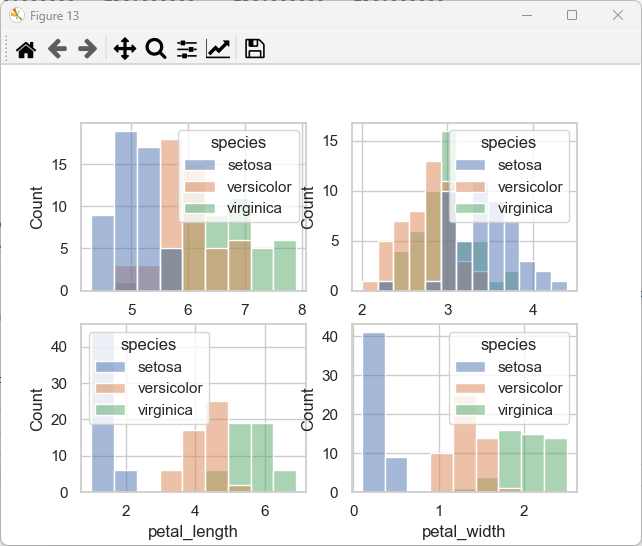 Figure 13
species
setosa
versicolor
virginica
Count
0
5
10
15
5
6
7
8
species
setosa
versicolor
virginica
Count
0
5
10
15
2
3
4
species
setosa
versicolor
virginica
Count
0
10
20
30
40
2
4
6
petal_length
species
setosa
versicolor
virginica
Count
0
10
20
30
40
0
1
2
petal_width